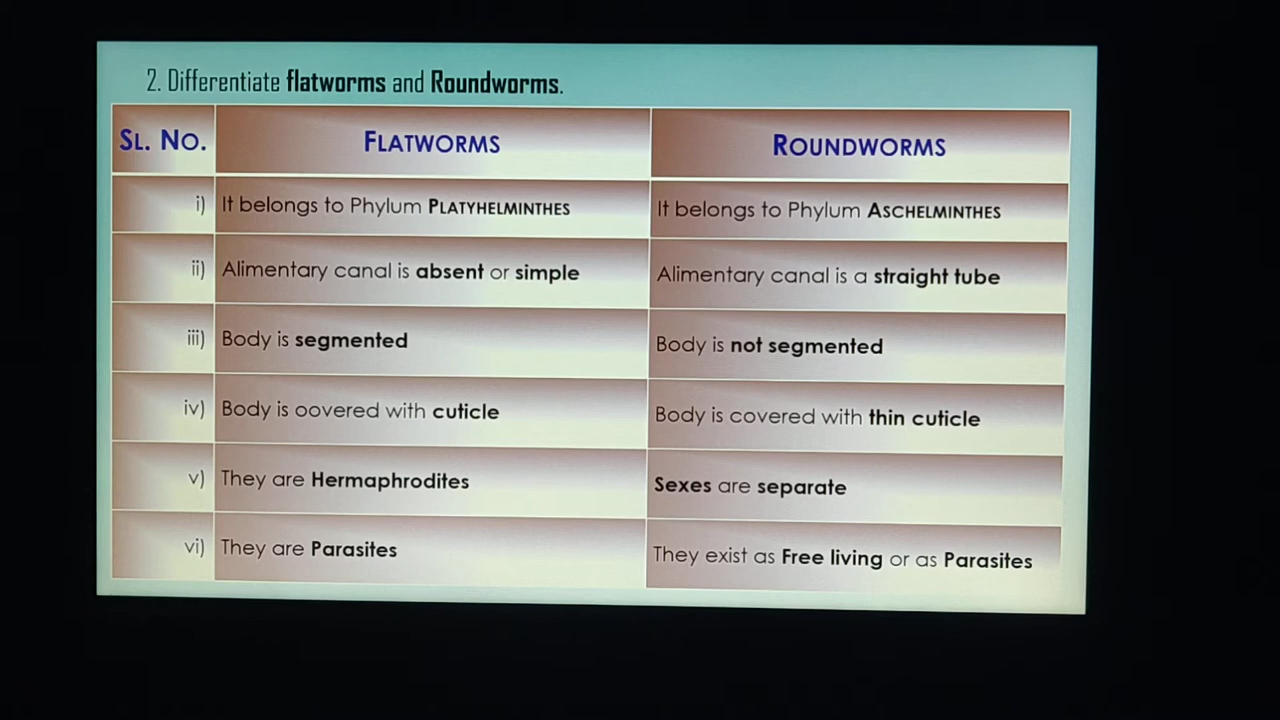 2. Differentiate flatworms and Roundworms.
SL. NO. FLATWORMS ROUNDWORMS
i) It belongs to Phylum PLATYHELMINTHES It belongs to Phylum ASCHELMINTHES
ii) Alimentary canal is absent or simple Alimentary canal is a straight tube
iii) Body is segmented Body is not segmented
iv) Body is oovered with cuticle Body is covered with thin cuticle
v) They are Hermaphrodites Sexes are separate
vi) They are Parasites They exist as Free living or as Parasites